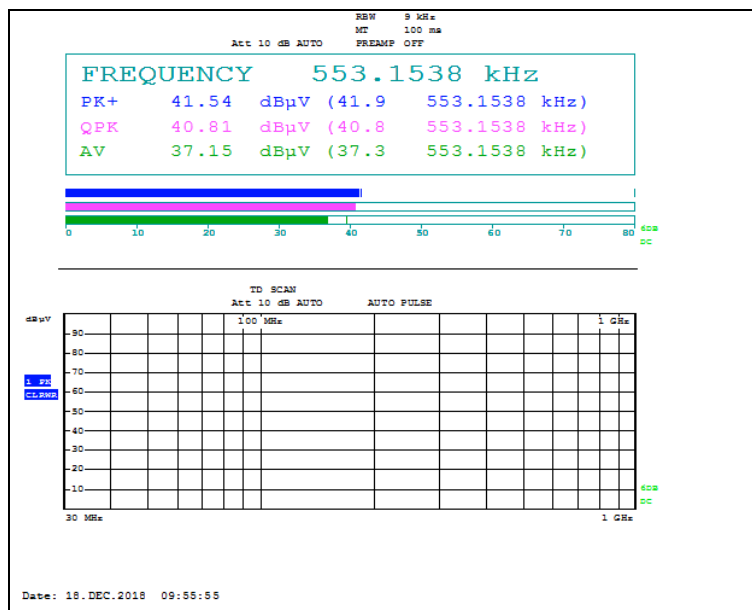 RBW 9 kHz
MT 100 ms
Att 10 dB AUTO PREAMP OFF
FREQUENCY 553.1538 kHz
PK+ 41.54 dBµV (41.9 553.1538 kHz)
QPK 40.81 dBµV (40.8 553.1538 kHz)
AV 37.15 dBµV (37.3 553.1538 kHz)
0 10 20 30 40 50 60 70 80
6DB
DC
TD SCAN
Att 10 dB AUTO AUTO PULSE
dBµV
100 MHz 1 GHz
90
80
70
1 PK
60
CLRWR
50
40
30
20
10
6DB
DC
30 MHz 1 GHz
Date: 18.DEC.2018 09:55:55